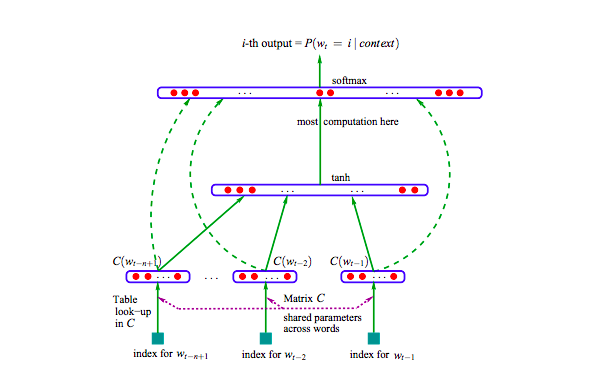 i-th output = P(w_t = i | context)
softmax
. . .
. . .
most computation here
tanh
. . .
. . .
C(w_{t−n+1})
C(w_{t−2})
C(w_{t−1})
. . .
. . .
. . .
. . .
Table
look−up
in C
Matrix C
shared parameters
across words
index for w_{t−n+1}
index for w_{t−2}
index for w_{t−1}